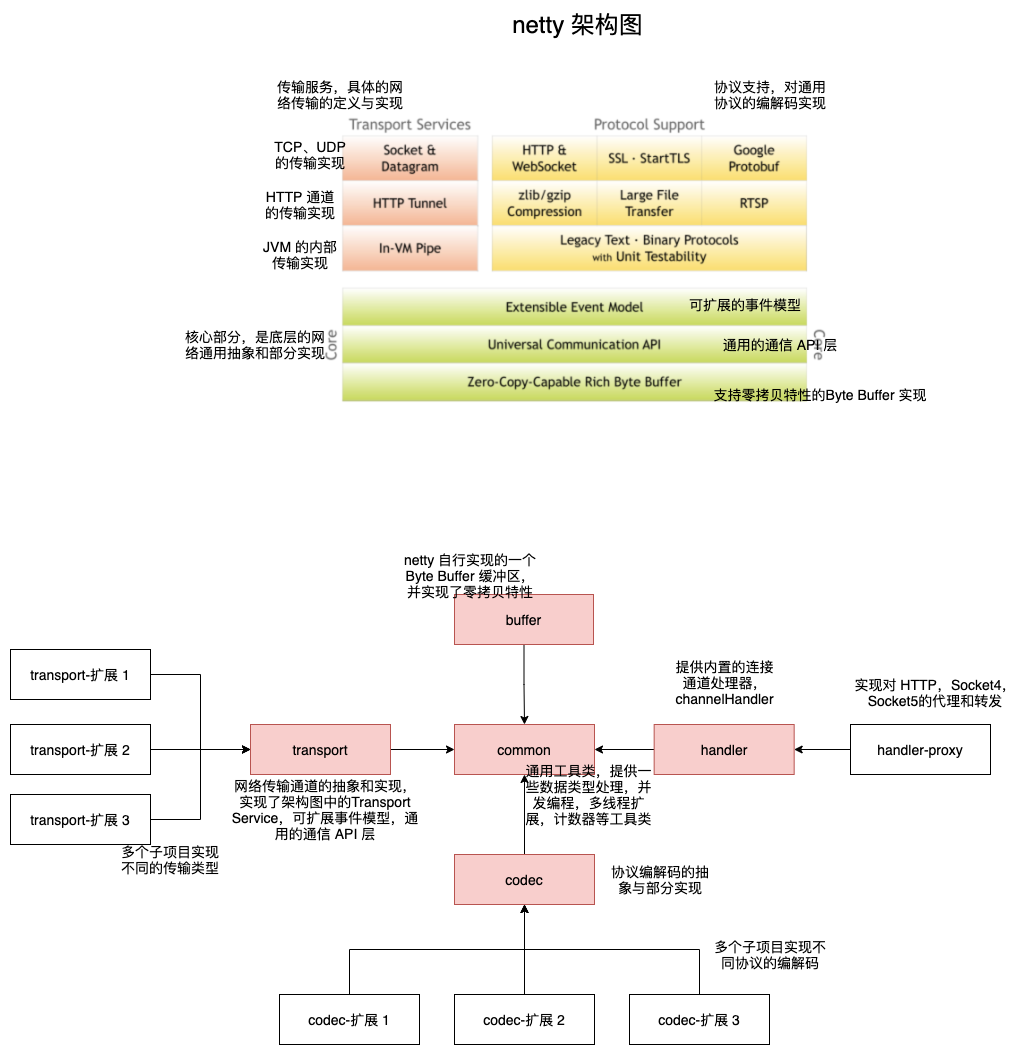 netty 架构图
传输服务，具体的网
络传输的定义与实现
协议支持，对通用
协议的编解码实现
Transport Services
Protocol Support
TCP、UDP
的传输实现
Socket &
Datagram
HTTP &
WebSocket
SSL · StartTLS
Google
Protobuf
HTTP 通道
的传输实现
HTTP Tunnel
zlib/gzip
Compression
Large File
Transfer
RTSP
JVM 的内部
传输实现
In-VM Pipe
Legacy Text · Binary Protocols
with Unit Testability
核心部分，是底层的网
络通用抽象和部分实现
Core
Extensible Event Model
可扩展的事件模型
Universal Communication API
通用的通信 API 层
Core
Zero-Copy-Capable Rich Byte Buffer
支持零拷贝特性的Byte Buffer 实现
netty 自行实现的一个
Byte Buffer 缓冲区，
并实现了零拷贝特性
buffer
transport-扩展 1
transport-扩展 2
transport-扩展 3
多个子项目实现
不同的传输类型
transport
网络传输通道的抽象和实现，
实现了架构图中的Transport
Service，可扩展事件模型，通
用的通信 API 层
common
通用工具类，提供一
些数据类型处理，并
发编程，多线程扩
展，计数器等工具类
提供内置的连接
通道处理器，
channelHandler
handler
实现对 HTTP，Socket4，
Socket5的代理和转发
handler-proxy
codec
协议编解码的抽
象与部分实现
多个子项目实现不
同协议的编解码
codec-扩展 1
codec-扩展 2
codec-扩展 3